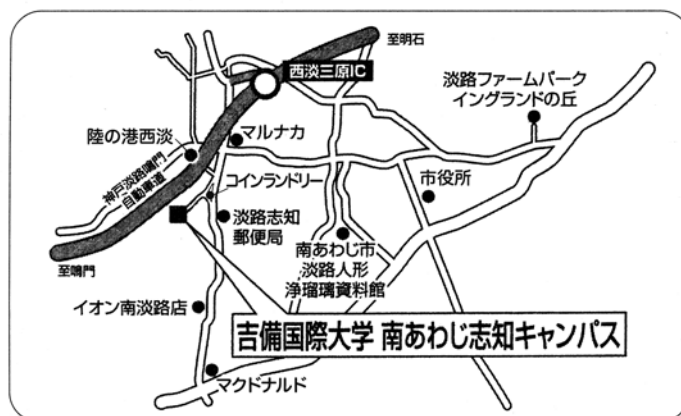 至明石
西淡三原IC
淡路ファームパーク
イングランドの丘
陸の港西淡
マルナカ
神戸淡路鳴門
自動車道
コインランドリー
市役所
淡路志知
郵便局
南あわじ市
淡路人形
浄瑠璃資料館
至鳴門
イオン南淡路店
吉備国際大学 南あわじ志知キャンパス
マクドナルド